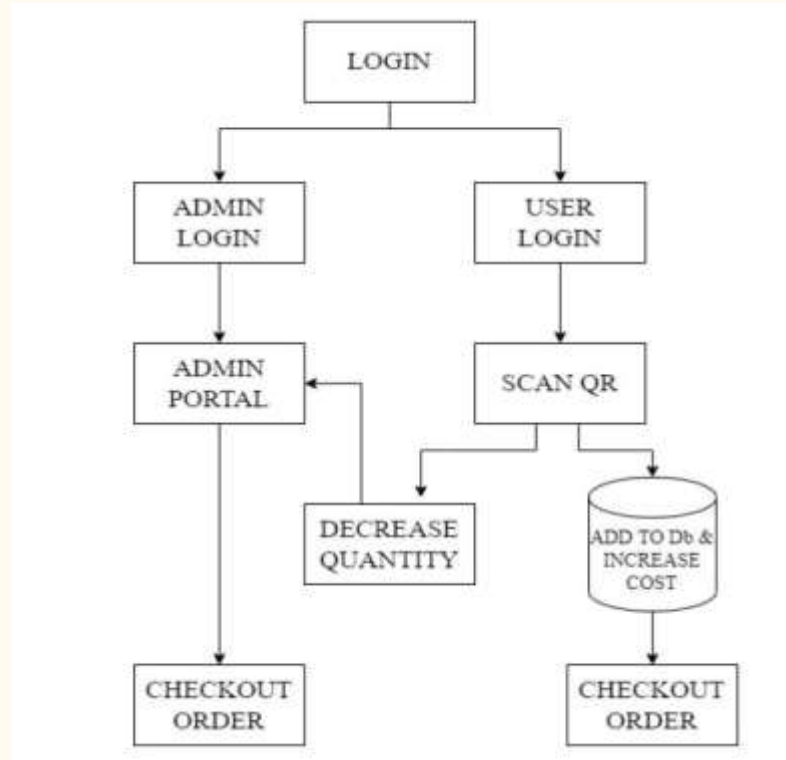 LOGIN
ADMIN
LOGIN
USER
LOGIN
ADMIN
PORTAL
SCAN QR
DECREASE
QUANTITY
ADD TO Db &
INCREASE
COST
CHECKOUT
ORDER
CHECKOUT
ORDER